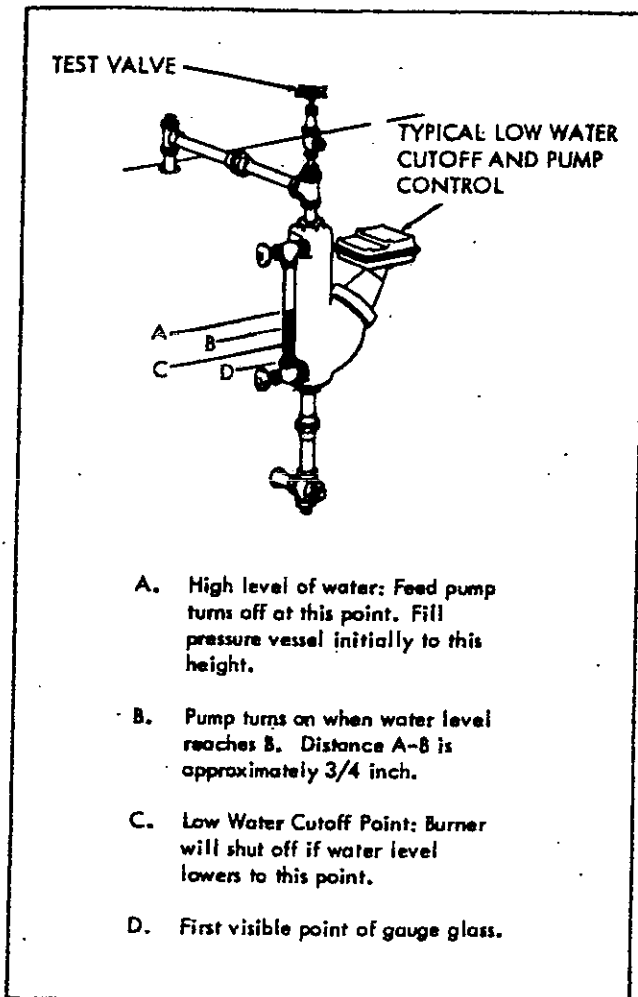 TEST VALVE
TYPICAL LOW WATER
CUTOFF AND PUMP
CONTROL
A
B
C
D
A. High level of water: Feed pump
turns off at this point. Fill
pressure vessel initially to this
height.
B. Pump turns on when water level
reaches B. Distance A-B is
approximately 3/4 inch.
C. Low Water Cutoff Point: Burner
will shut off if water level
lowers to this point.
D. First visible point of gauge glass.